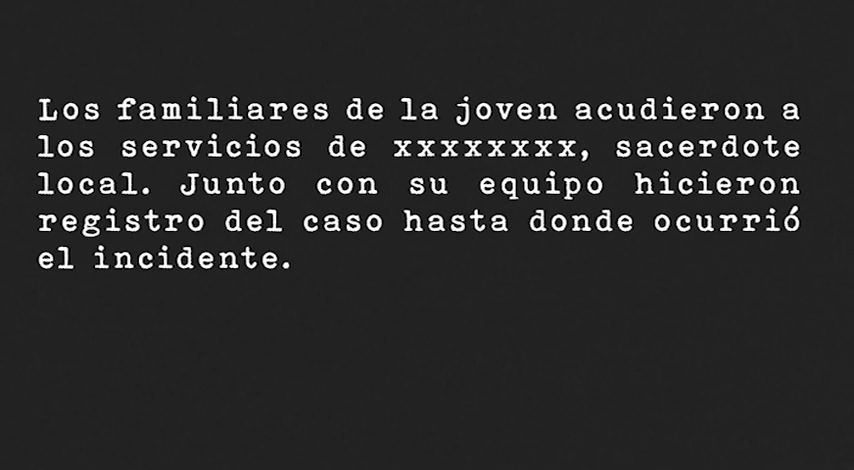 Los familiares de la joven acudieron a
los servicios de xxxxxxxx, sacerdote
local. Junto con su equipo hicieron
registro del caso hasta donde ocurrió
el incidente.